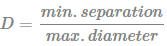 D = min. separation / max. diameter